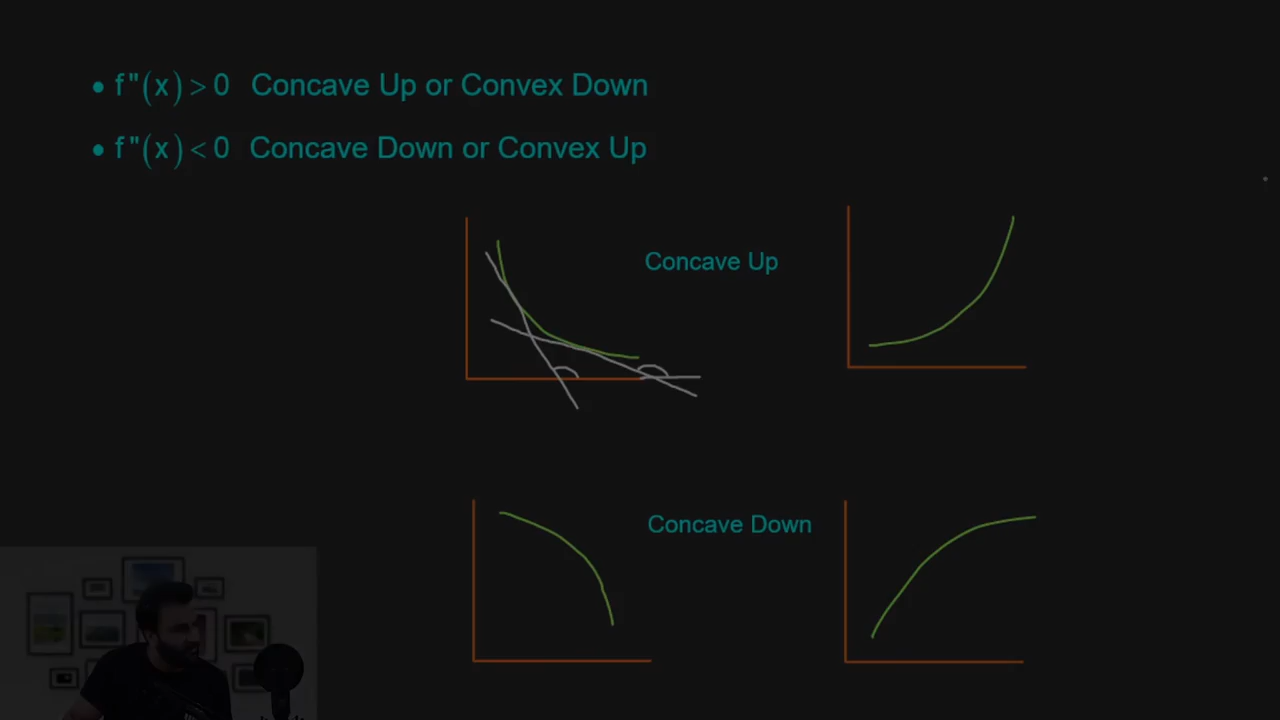 • f"(x) > 0 Concave Up or Convex Down
• f"(x) < 0 Concave Down or Convex Up
Concave Up
Concave Down